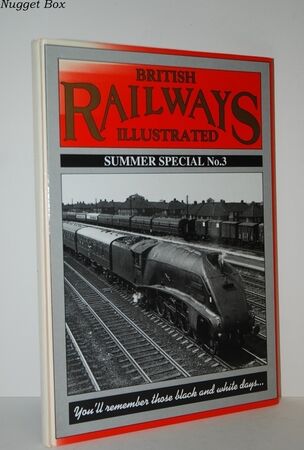 Nugget Box
BRITISH
RAILWAYS
ILLUSTRATED
SUMMER SPECIAL No.3
You'll remember those black and white days...